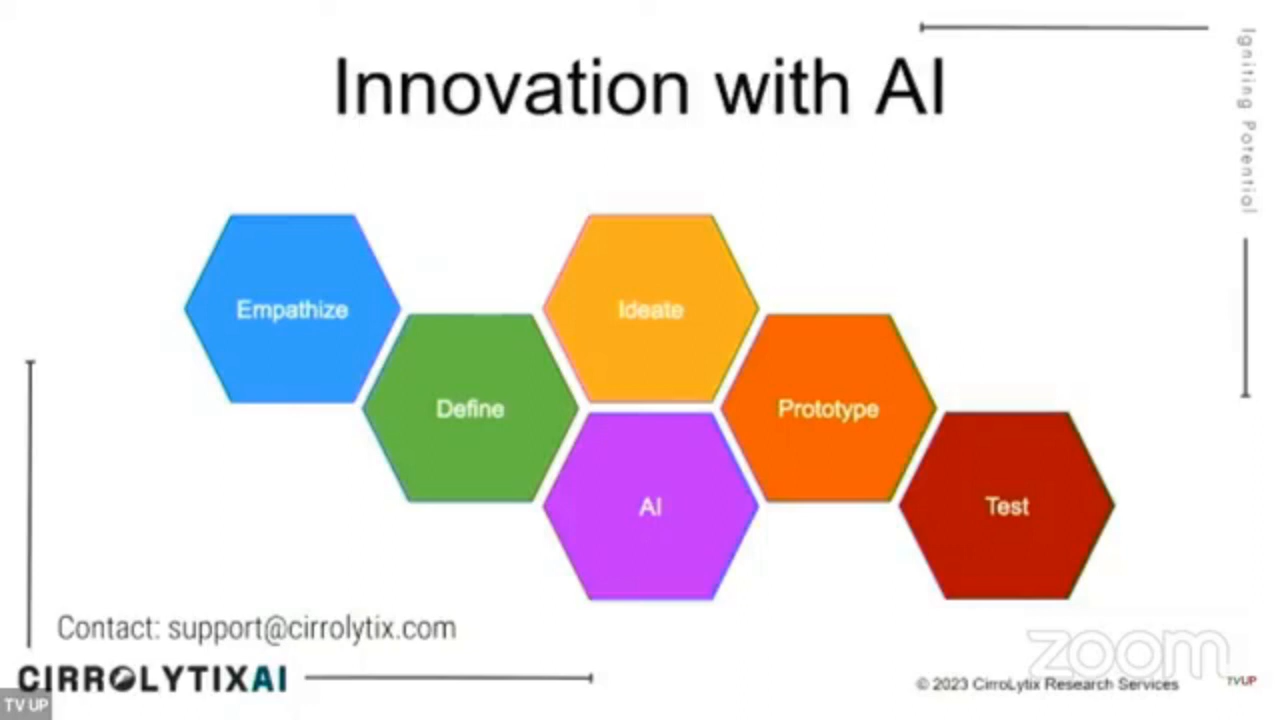 Innovation with AI
Igniting Potential
Empathize
Ideate
Define
Prototype
AI
Test
Contact: support@cirrolytix.com
CIRROLYTIXAI
zoom
© 2023 CirroLytix Research Services
TVUP
TV UP